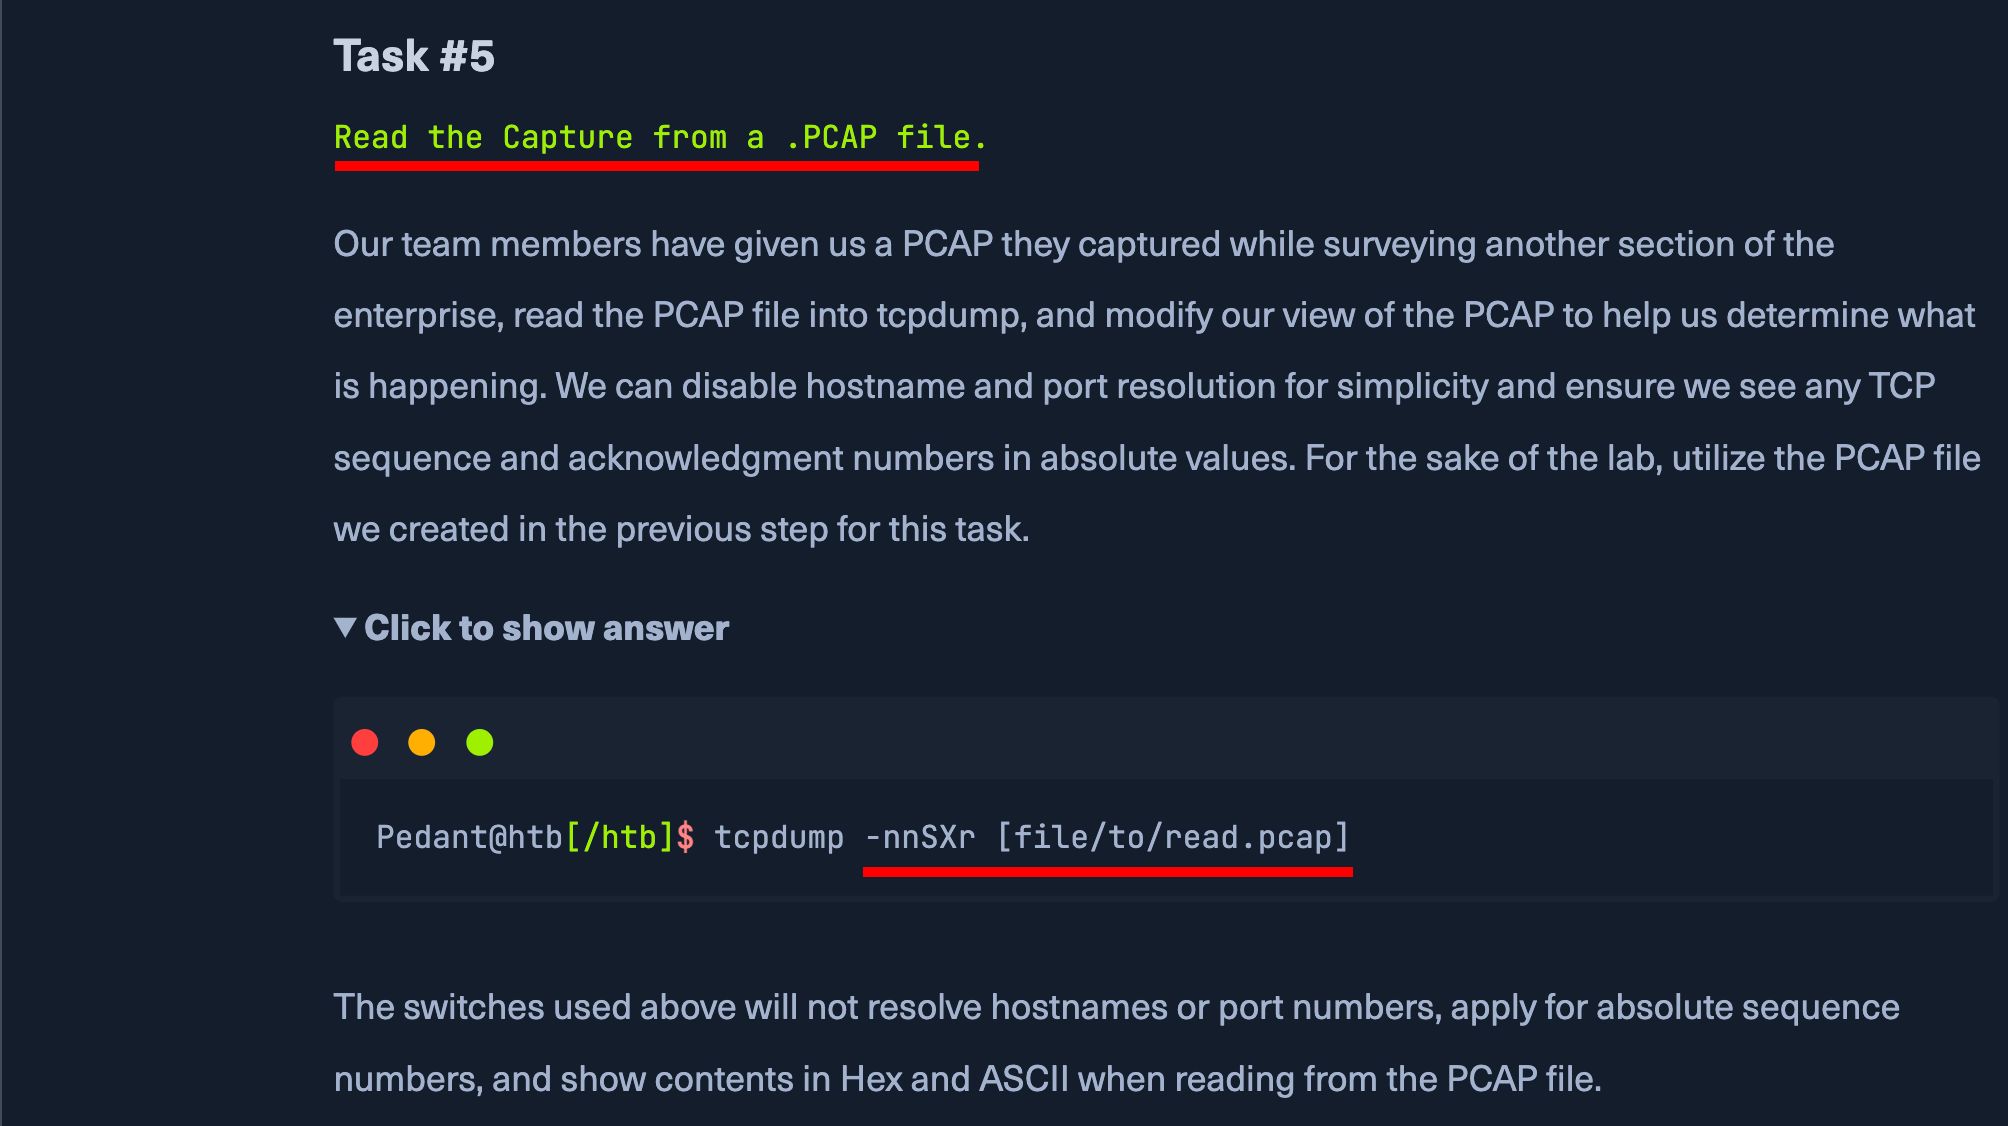 Task #5
Read the Capture from a .PCAP file.
Our team members have given us a PCAP they captured while surveying another section of the
enterprise, read the PCAP file into tcpdump, and modify our view of the PCAP to help us determine what
is happening. We can disable hostname and port resolution for simplicity and ensure we see any TCP
sequence and acknowledgment numbers in absolute values. For the sake of the lab, utilize the PCAP file
we created in the previous step for this task.
▼ Click to show answer
Pedant@htb[/htb]$ tcpdump -nnSXr [file/to/read.pcap]
The switches used above will not resolve hostnames or port numbers, apply for absolute sequence
numbers, and show contents in Hex and ASCII when reading from the PCAP file.